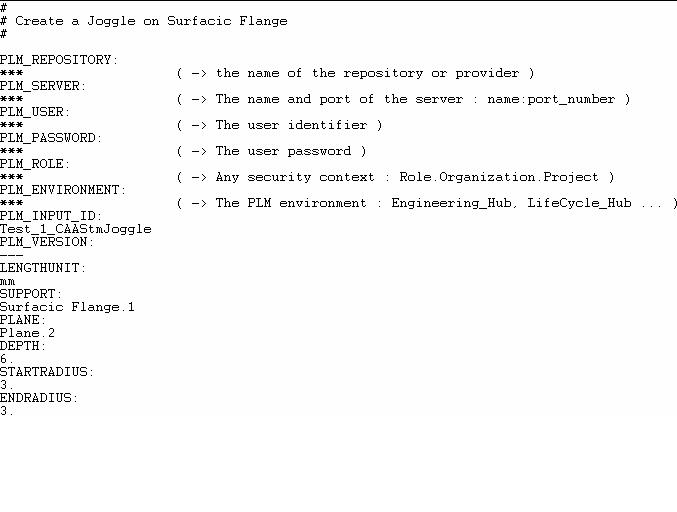 #
# Create a Joggle on Surfacic Flange
#
PLM_REPOSITORY:
*** ( -> the name of the repository or provider )
PLM_SERVER:
*** ( -> The name and port of the server : name:port_number )
PLM_USER:
*** ( -> The user identifier )
PLM_PASSWORD:
*** ( -> The user password )
PLM_ROLE:
*** ( -> Any security context : Role.Organization.Project )
PLM_ENVIRONMENT:
*** ( -> The PLM environment : Engineering_Hub, LifeCycle_Hub ... )
PLM_INPUT_ID:
Test_1_CAAStmJoggle
PLM_VERSION:
---
LENGTHUNIT:
mm
SUPPORT:
Surfacic Flange.1
PLANE:
Plane.2
DEPTH:
6.
STARTRADIUS:
3.
ENDRADIUS:
3.